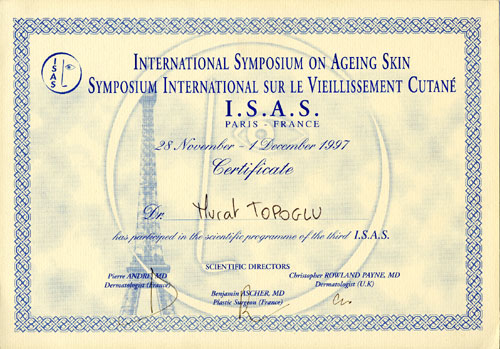 ISAS
INTERNATIONAL SYMPOSIUM ON AGEING SKIN
SYMPOSIUM INTERNATIONAL SUR LE VIEILLISSEMENT CUTANÉ
I.S.A.S.
PARIS - FRANCE
28 November - 1 December 1997
Certificate
Dr. Murat TOPOGLU
has participed in the scientific programme of the third I.S.A.S.
SCIENTIFIC DIRECTORS
Pierre ANDRE, MD
Dermatologist (France)
Benjamin ASCHER, MD
Plastic Surgeon (France)
Christopher ROWLAND PAYNE, MD
Dermatologist (U.K)